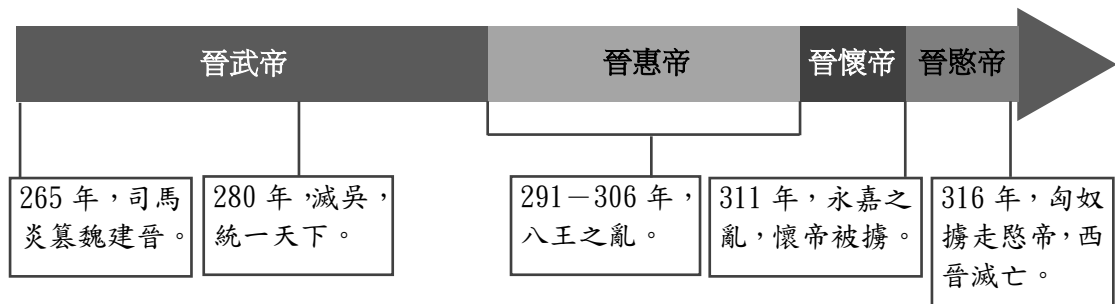 晉武帝
晉惠帝
晉懷帝
晉愍帝
265 年，司馬
炎篡魏建晉。
280 年，滅吳，
統一天下。
291－306 年，
八王之亂。
311 年，永嘉之
亂，懷帝被擄。
316 年，匈奴
擄走愍帝，西
晉滅亡。